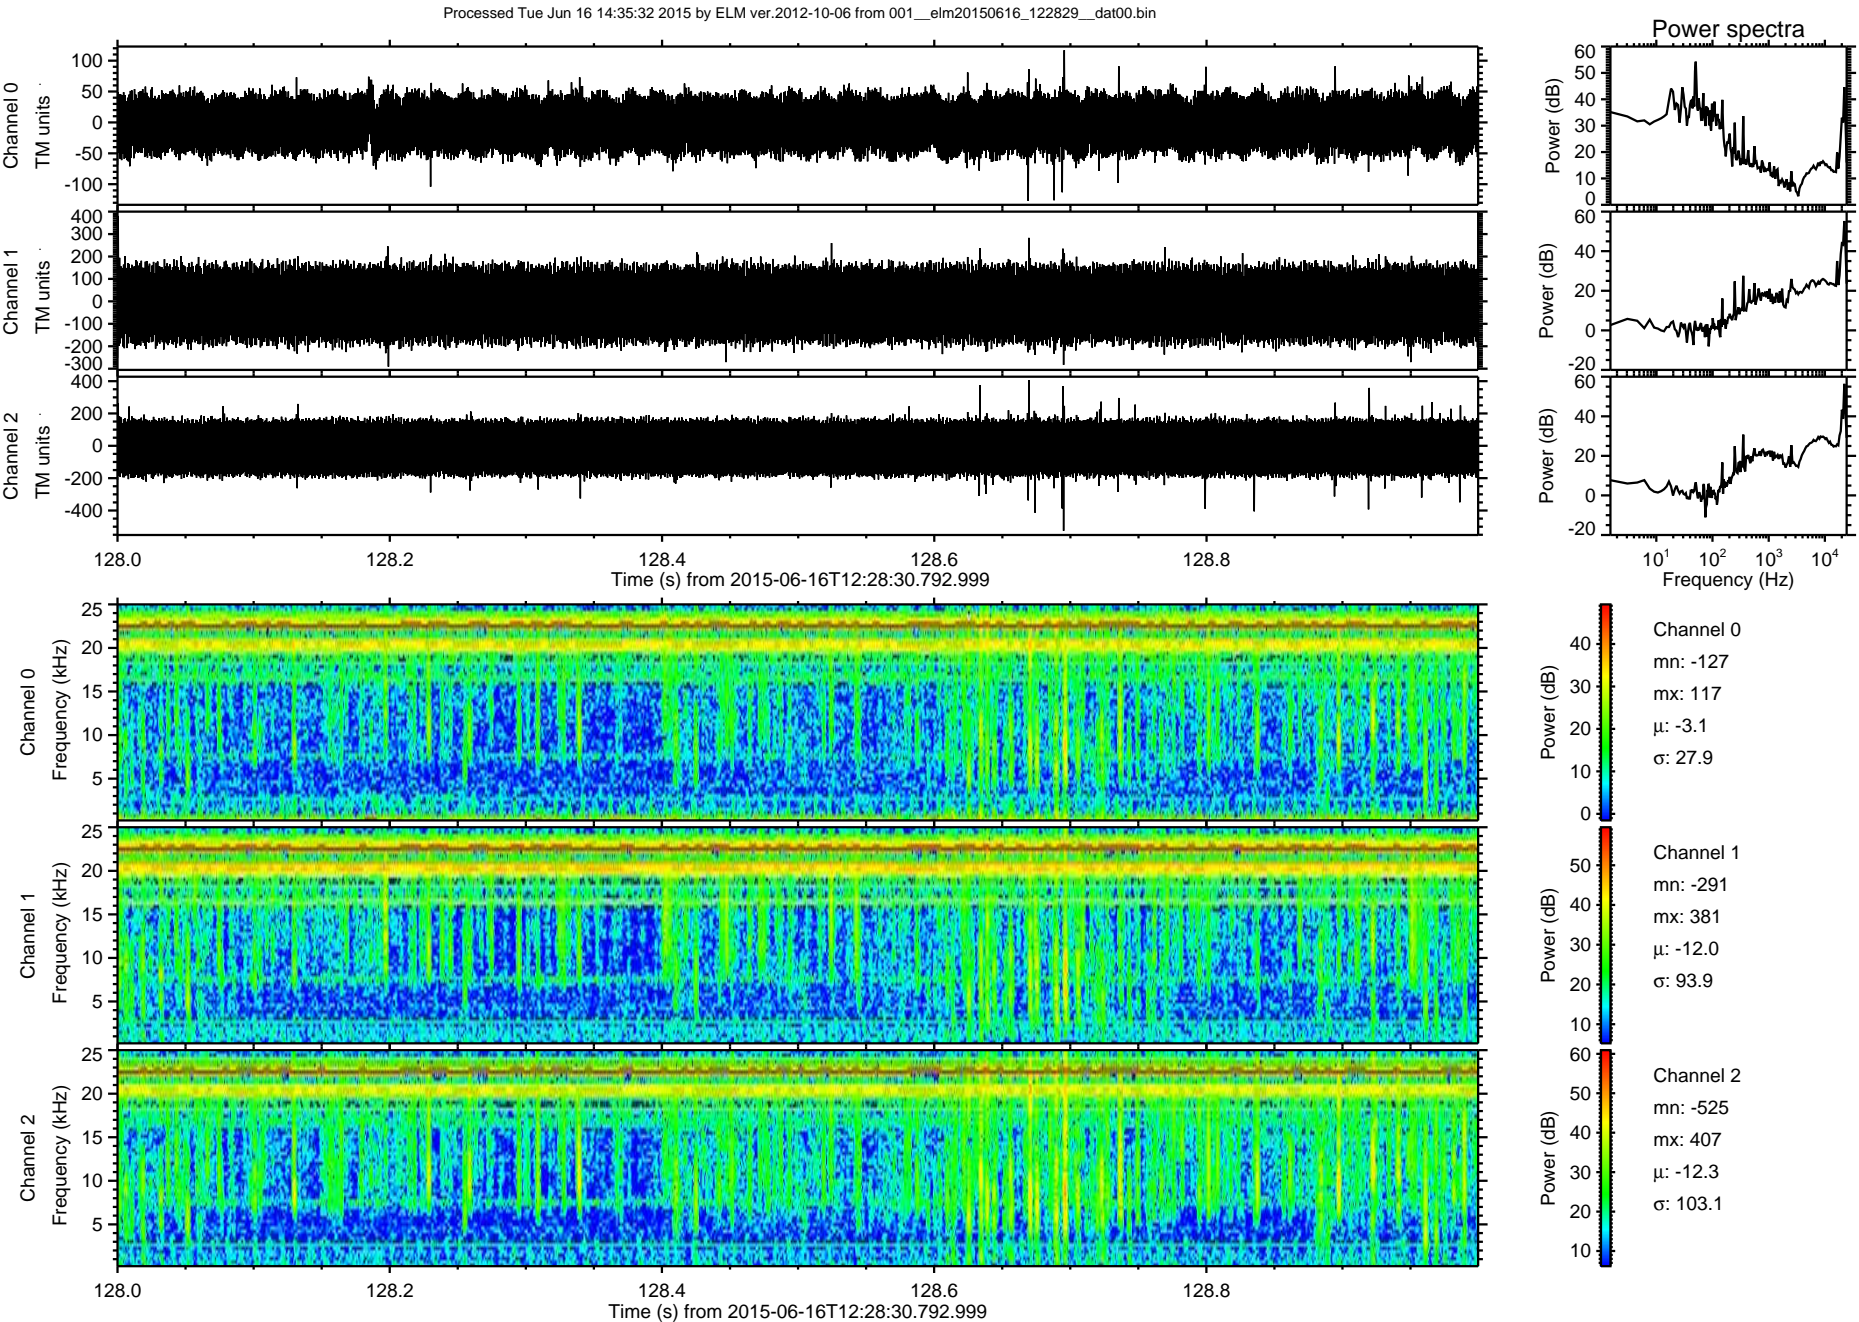 Processed Tue Jun 16 14:35:32 2015 by ELM ver.2012-10-06 from 001__elm20150616_122829__dat00.bin
Power spectra
Channel 0
TM units
100
50
0
-50
-100
Power (dB)
60
50
40
30
20
10
0
Channel 1
TM units
400
300
200
100
0
-100
-200
-300
Power (dB)
60
40
20
0
-20
Channel 2
TM units
400
200
0
-200
-400
Power (dB)
60
40
20
0
-20
128.0 128.2 128.4 128.6 128.8
Time (s) from 2015-06-16T12:28:30.792.999
10¹ 10² 10³ 10⁴
Frequency (Hz)
Channel 0
Frequency (kHz)
25
20
15
10
5
Power (dB)
40
30
20
10
0
Channel 0
mn: -127
mx: 117
μ: -3.1
σ: 27.9
Channel 1
Frequency (kHz)
25
20
15
10
5
Power (dB)
50
40
30
20
10
Channel 1
mn: -291
mx: 381
μ: -12.0
σ: 93.9
Channel 2
Frequency (kHz)
25
20
15
10
5
Power (dB)
60
50
40
30
20
10
Channel 2
mn: -525
mx: 407
μ: -12.3
σ: 103.1
128.0 128.2 128.4 128.6 128.8
Time (s) from 2015-06-16T12:28:30.792.999